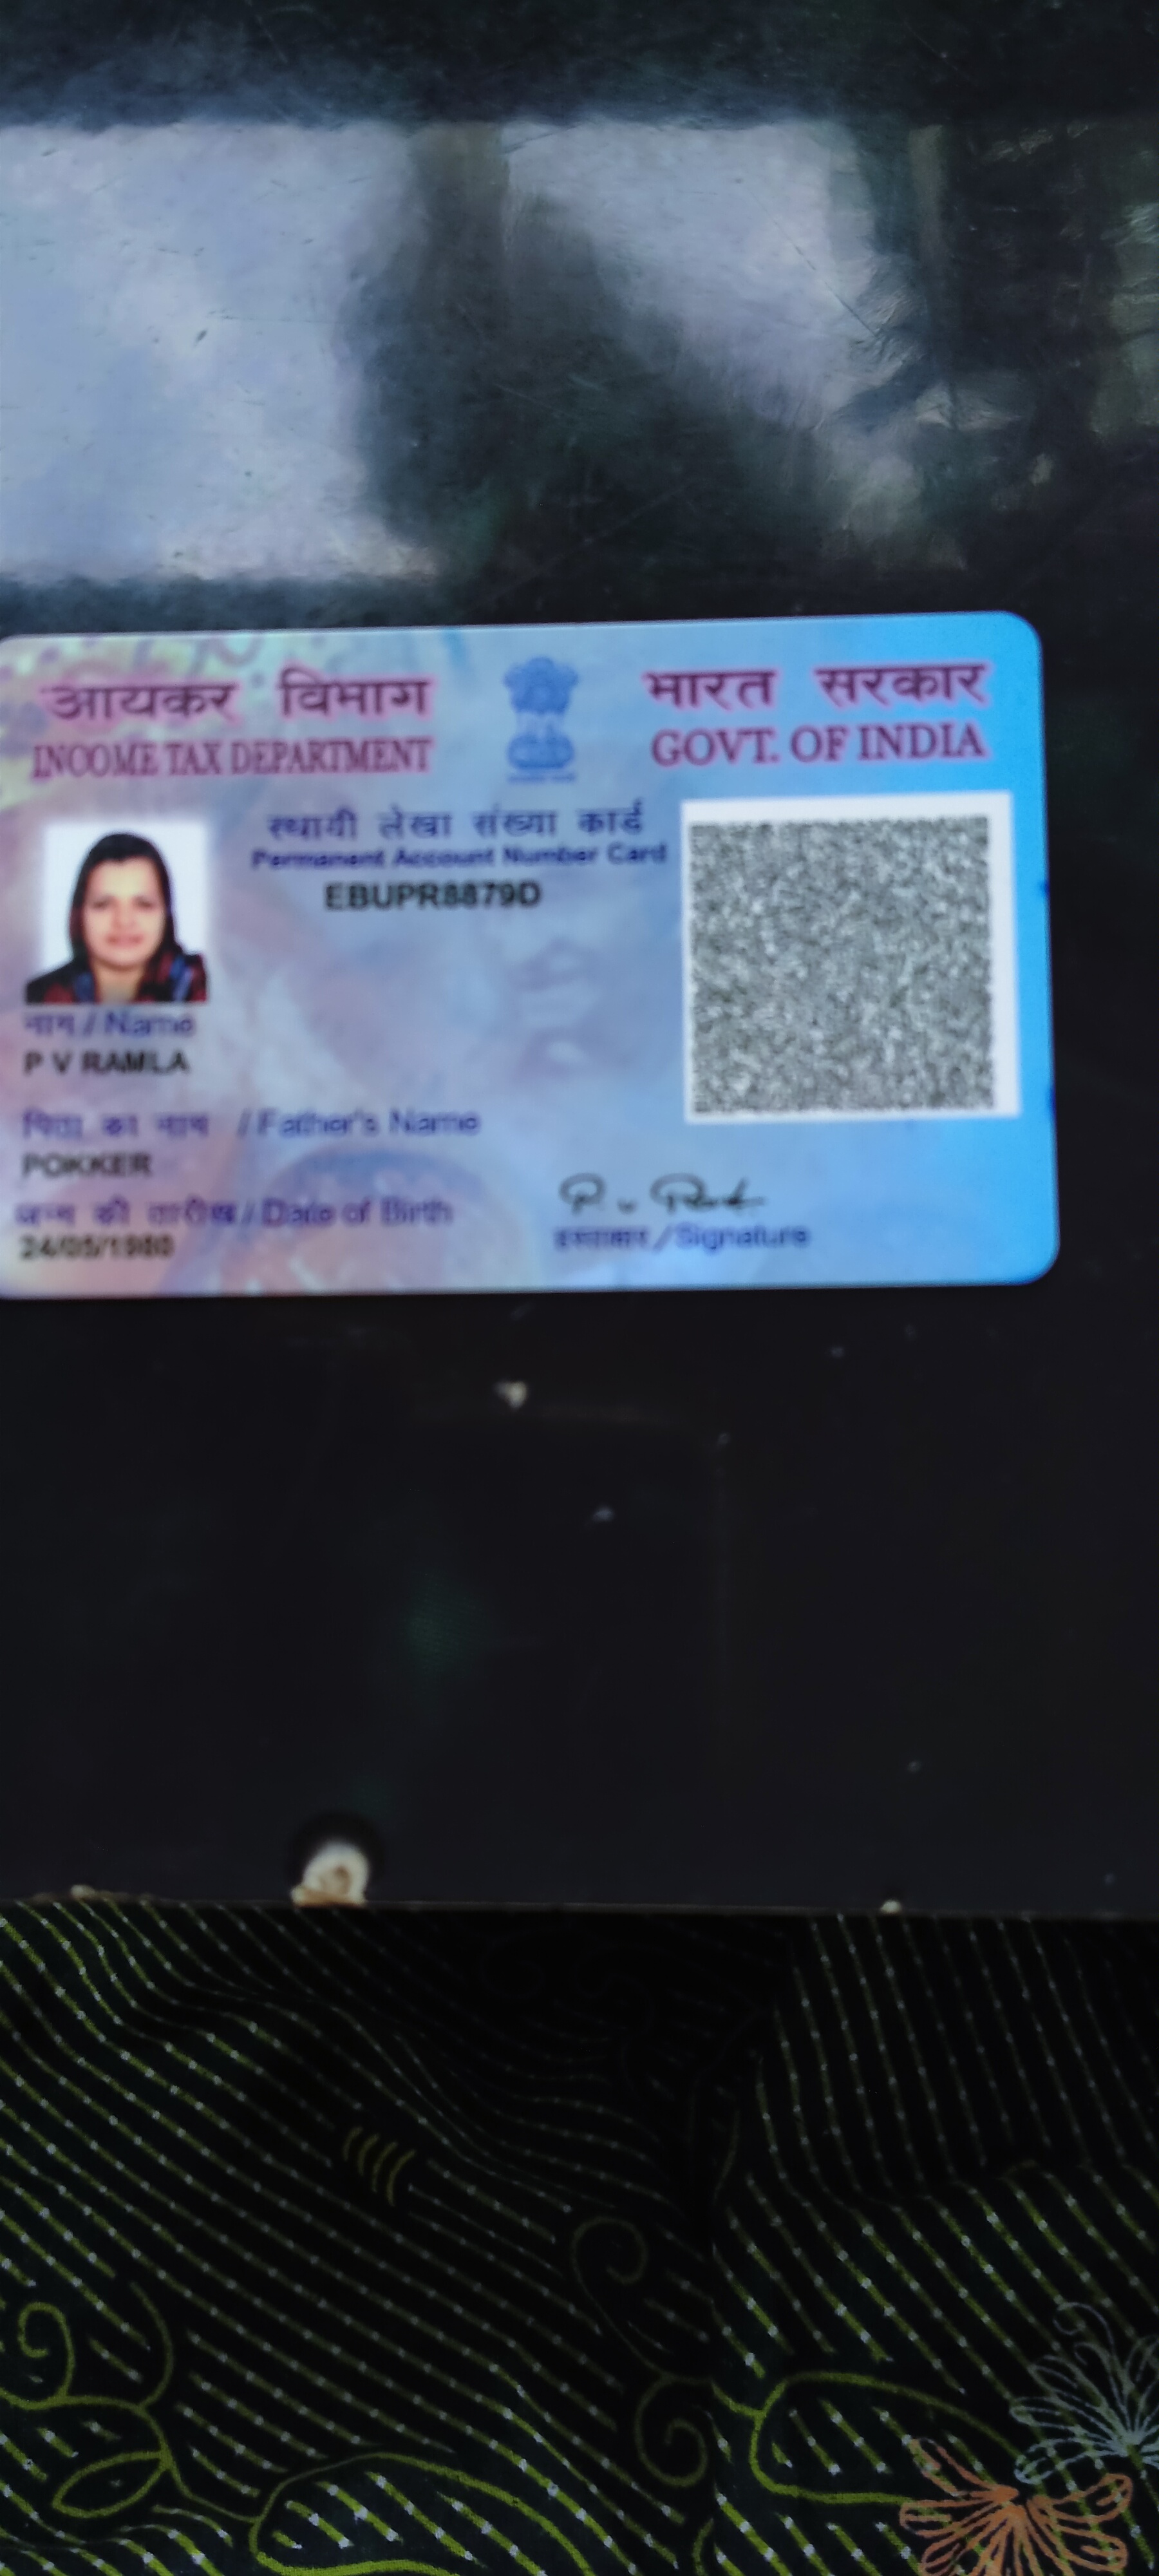 आयकर विभाग
INCOME TAX DEPARTMENT
भारत सरकार
GOVT. OF INDIA
स्थायी लेखा संख्या कार्ड
Permanent Account Number Card
EBUPR8879D
नाम / Name
P V RAMLA
पिता का नाम / Father's Name
POKKER
जन्म की तारीख / Date of Birth
24/05/1980
हस्ताक्षर / Signature